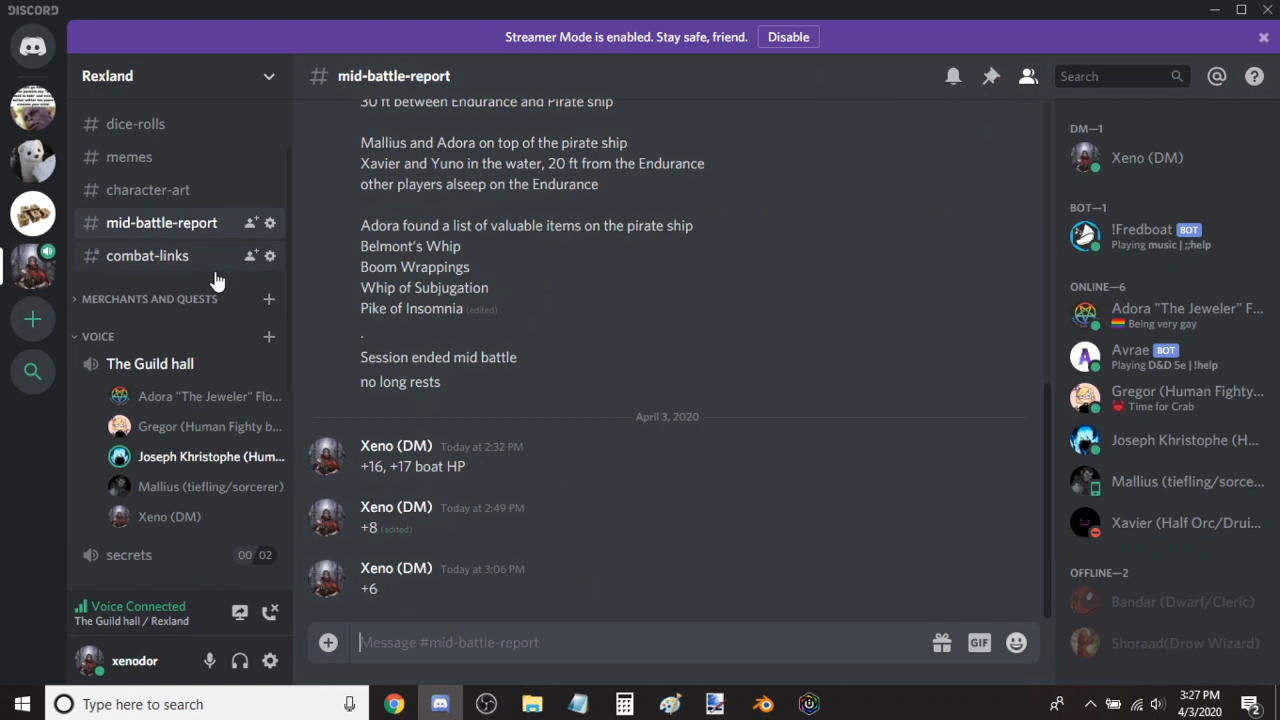 DISCORD
Streamer Mode is enabled. Stay safe, friend. Disable
Rexland
dice-rolls
memes
character-art
mid-battle-report
combat-links
MERCHANTS AND QUESTS
VOICE
The Guild hall
Adora "The Jeweler" Flo...
Gregor (Human Fighty b...
Joseph Khristophe (Hum...
Mallius (tiefling/sorcerer)
Xeno (DM)
secrets 00 02
Voice Connected
The Guild hall / Rexland
xenodor
# mid-battle-report
Search
30 ft between Endurance and Pirate ship
Mallius and Adora on top of the pirate ship
Xavier and Yuno in the water, 20 ft from the Endurance
other players alseep on the Endurance
Adora found a list of valuable items on the pirate ship
Belmont's Whip
Boom Wrappings
Whip of Subjugation
Pike of Insomnia (edited)
.
Session ended mid battle
no long rests
April 3, 2020
Xeno (DM) Today at 2:32 PM
+16, +17 boat HP
Xeno (DM) Today at 2:49 PM
+8 (edited)
Xeno (DM) Today at 3:06 PM
+6
Message #mid-battle-report
GIF
DM—1
Xeno (DM)
BOT—1
!Fredboat BOT
Playing music | ;;help
ONLINE—6
Adora "The Jeweler" F...
Being very gay
Avrae BOT
Playing D&D 5e | !help
Gregor (Human Fighty...
Time for Crab
Joseph Khristophe (H...
Mallius (tiefling/sorce...
Xavier (Half Orc/Drui...
OFFLINE—2
Bandar (Dwarf/Cleric)
Shoraad(Drow Wizard)
Type here to search
3:27 PM
4/3/2020
2